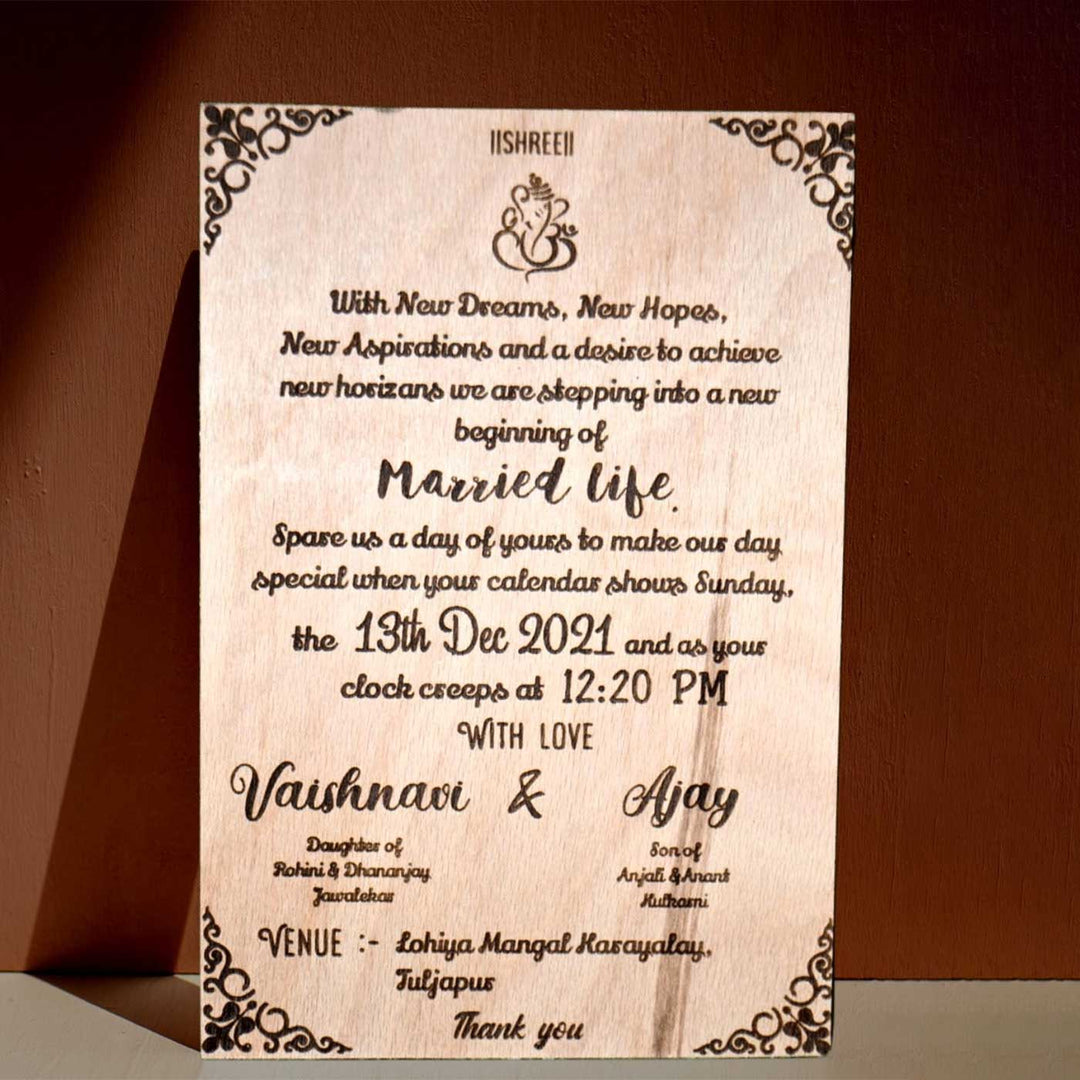 ||SHREE||
With New Dreams, New Hopes,
New Aspirations and a desire to achieve
new horizans we are stepping into a new
beginning of
Married life.
Spare us a day of yours to make our day
special when your calendar shows Sunday,
the 13th Dec 2021 and as your
clock creeps at 12:20 PM
WITH LOVE
Vaishnavi & Ajay
Daughter of
Rohini & Dhananjay
Jawalekar
Son of
Anjali & Anant
Kulkarni
VENUE :- Lohiya Mangal Karayalay,
Tuljapur
Thank you